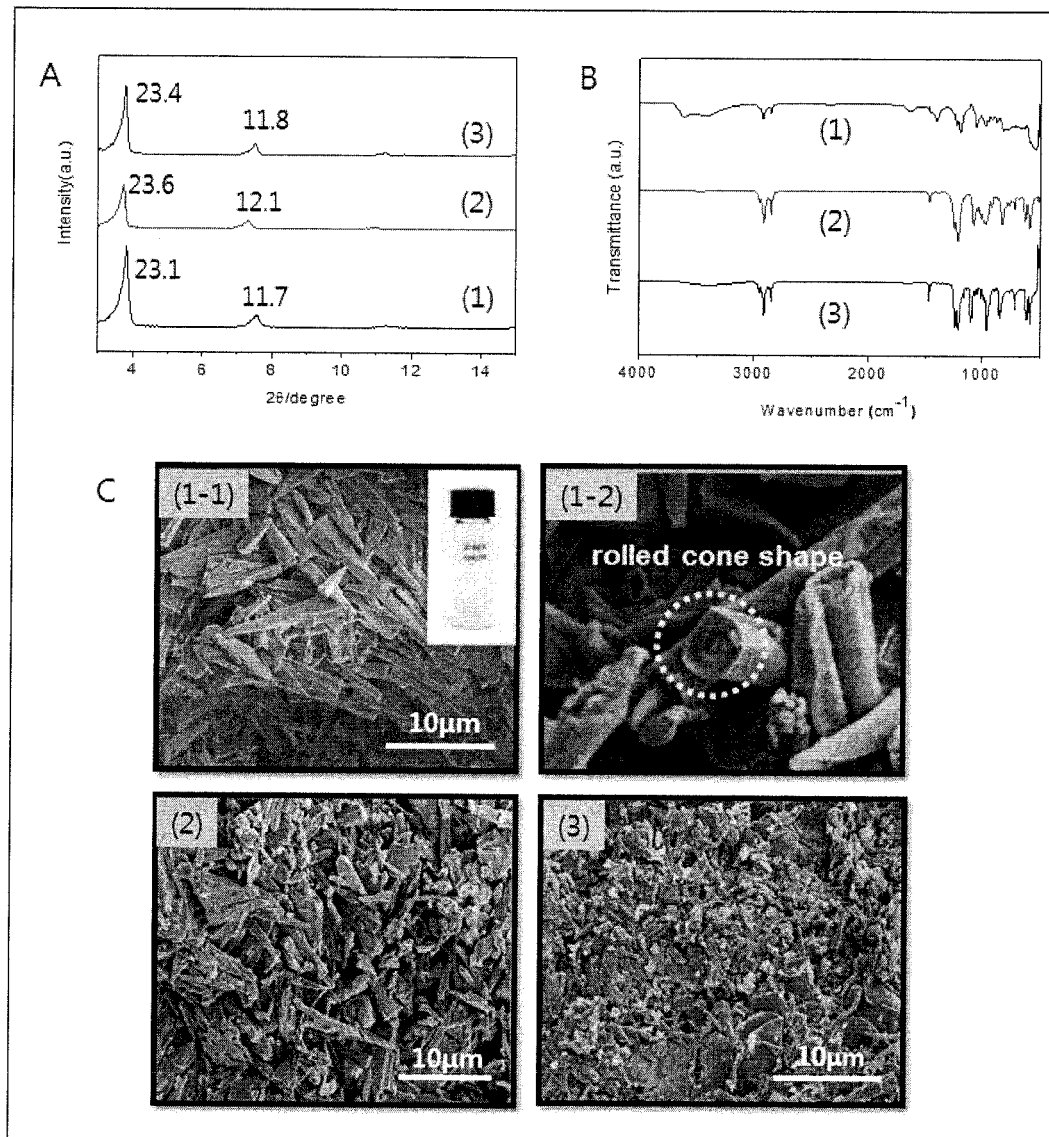 A
23.4
11.8
(3)
23.6
12.1
(2)
23.1
11.7
(1)
Intensity(a.u.)
4 6 8 10 12 14
2θ/degree
B
(1)
(2)
(3)
Transmittance (a.u.)
4000 3000 2000 1000
Wavenumber (cm⁻¹)
C
(1-1)
10μm
(1-2)
rolled cone shape
(2)
10μm
(3)
10μm